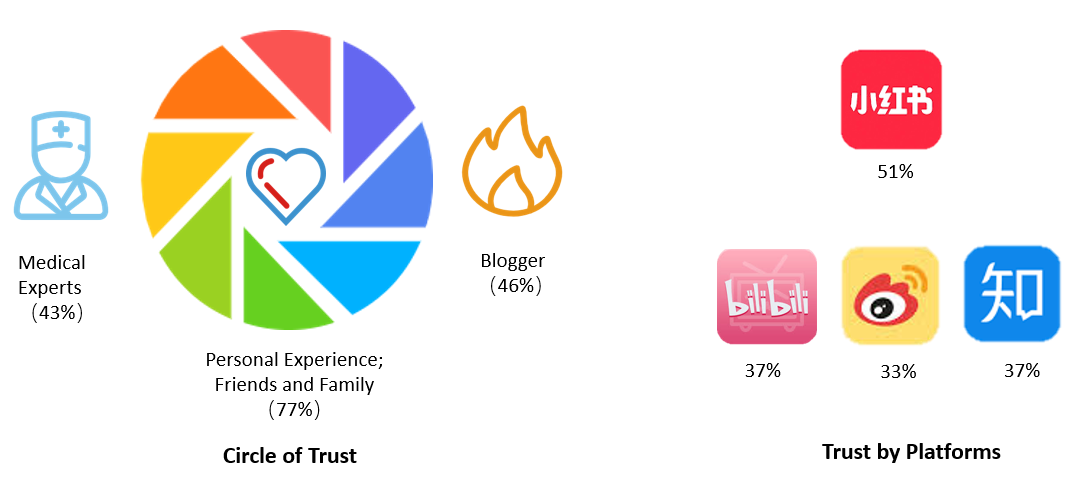 小红书
51%
Medical
Experts
(43%)
Blogger
(46%)
bilibili
知
37%
33%
37%
Personal Experience;
Friends and Family
(77%)
Circle of Trust
Trust by Platforms